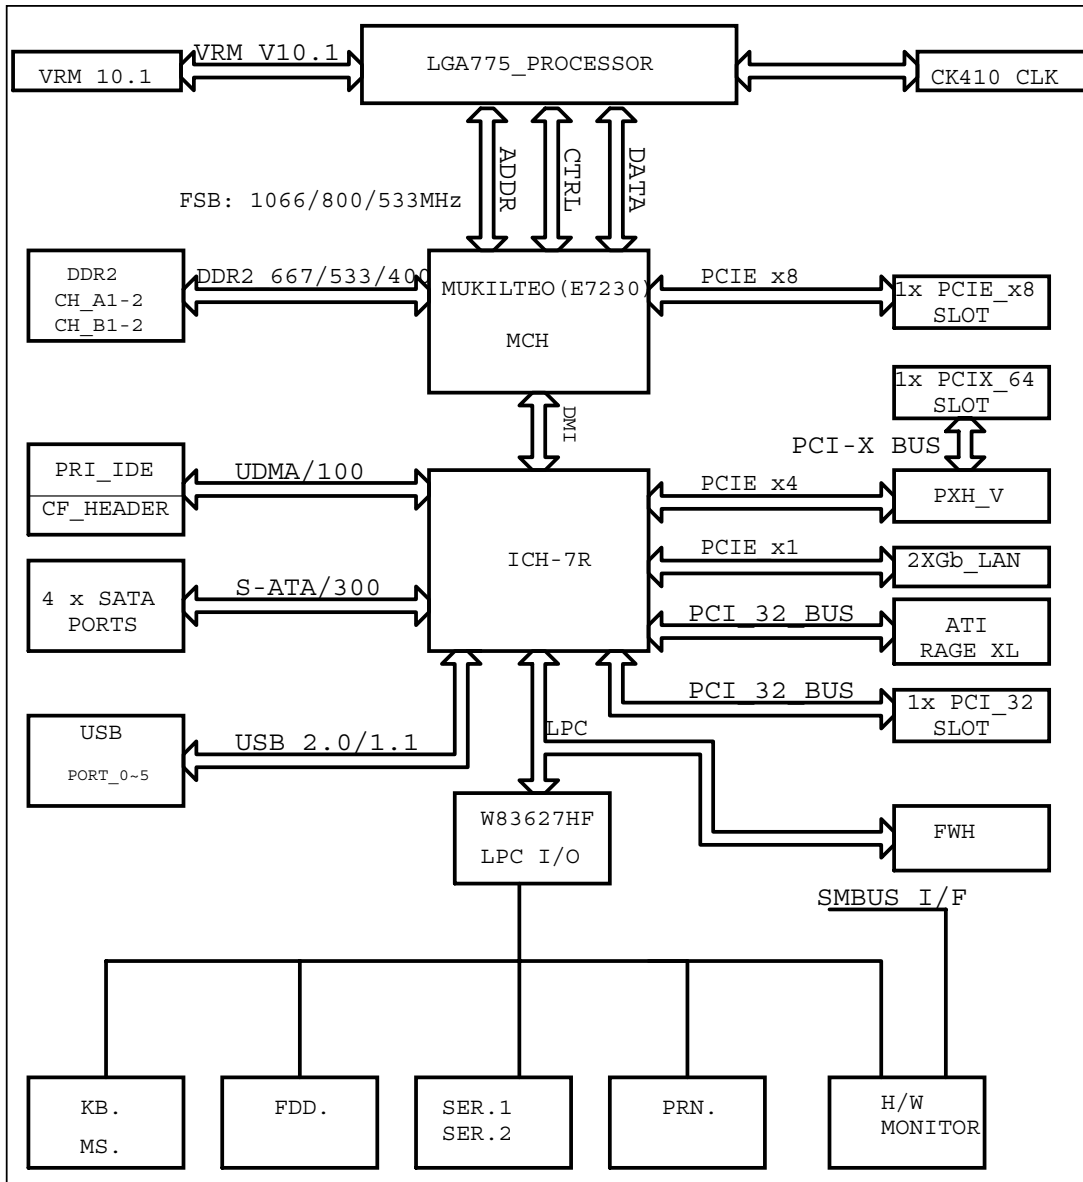 VRM 10.1
VRM V10.1
LGA775_PROCESSOR
CK410 CLK
ADDR
CTRL
DATA
FSB: 1066/800/533MHz
DDR2
CH_A1-2
CH_B1-2
DDR2 667/533/400
MUKILTEO(E7230)
MCH
PCIE x8
1x PCIE_x8
SLOT
1x PCIX_64
SLOT
DMI
PCI-X BUS
PRI_IDE
CF_HEADER
UDMA/100
PCIE x4
PXH_V
ICH-7R
PCIE x1
2XGb_LAN
4 x SATA
PORTS
S-ATA/300
PCI_32_BUS
ATI
RAGE XL
PCI_32_BUS
1x PCI_32
SLOT
USB
PORT_0~5
USB 2.0/1.1
LPC
W83627HF
LPC I/O
FWH
SMBUS I/F
KB.
MS.
FDD.
SER.1
SER.2
PRN.
H/W
MONITOR